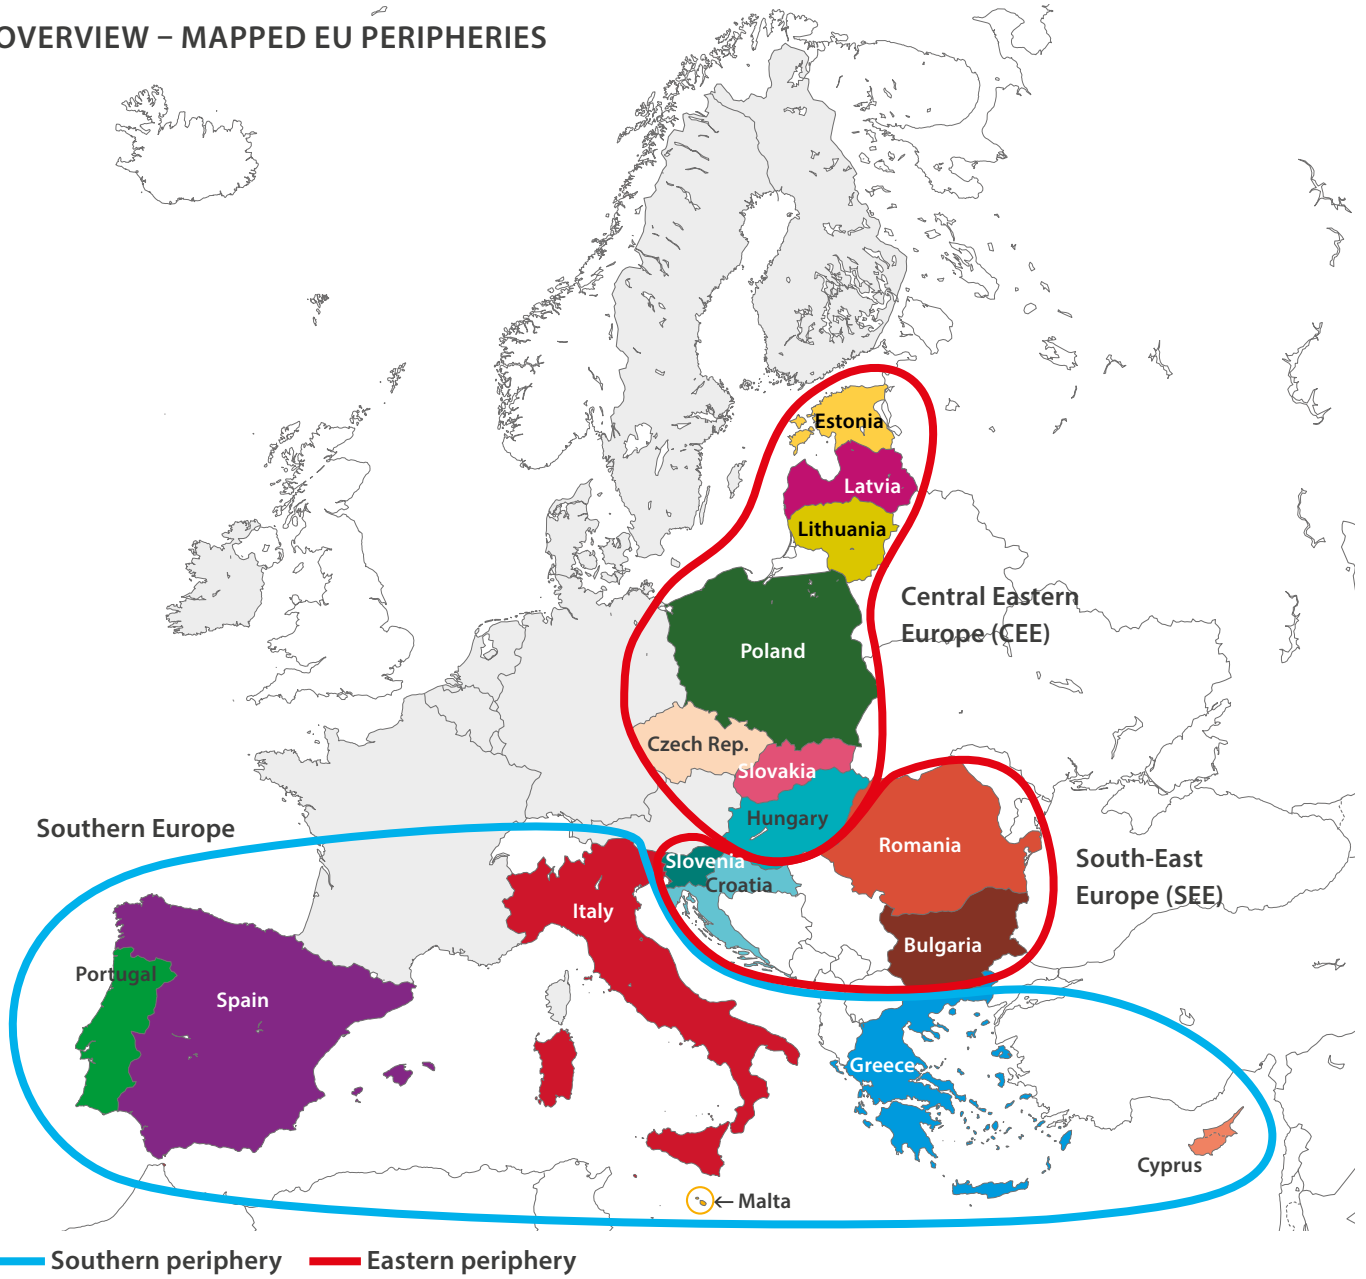 OVERVIEW – MAPPED EU PERIPHERIES
Estonia
Latvia
Lithuania
Central Eastern
Europe (CEE)
Poland
Czech Rep.
Slovakia
Hungary
Southern Europe
Romania
South-East
Europe (SEE)
Slovenia
Croatia
Italy
Bulgaria
Portugal
Spain
Greece
Cyprus
← Malta
Southern periphery
Eastern periphery